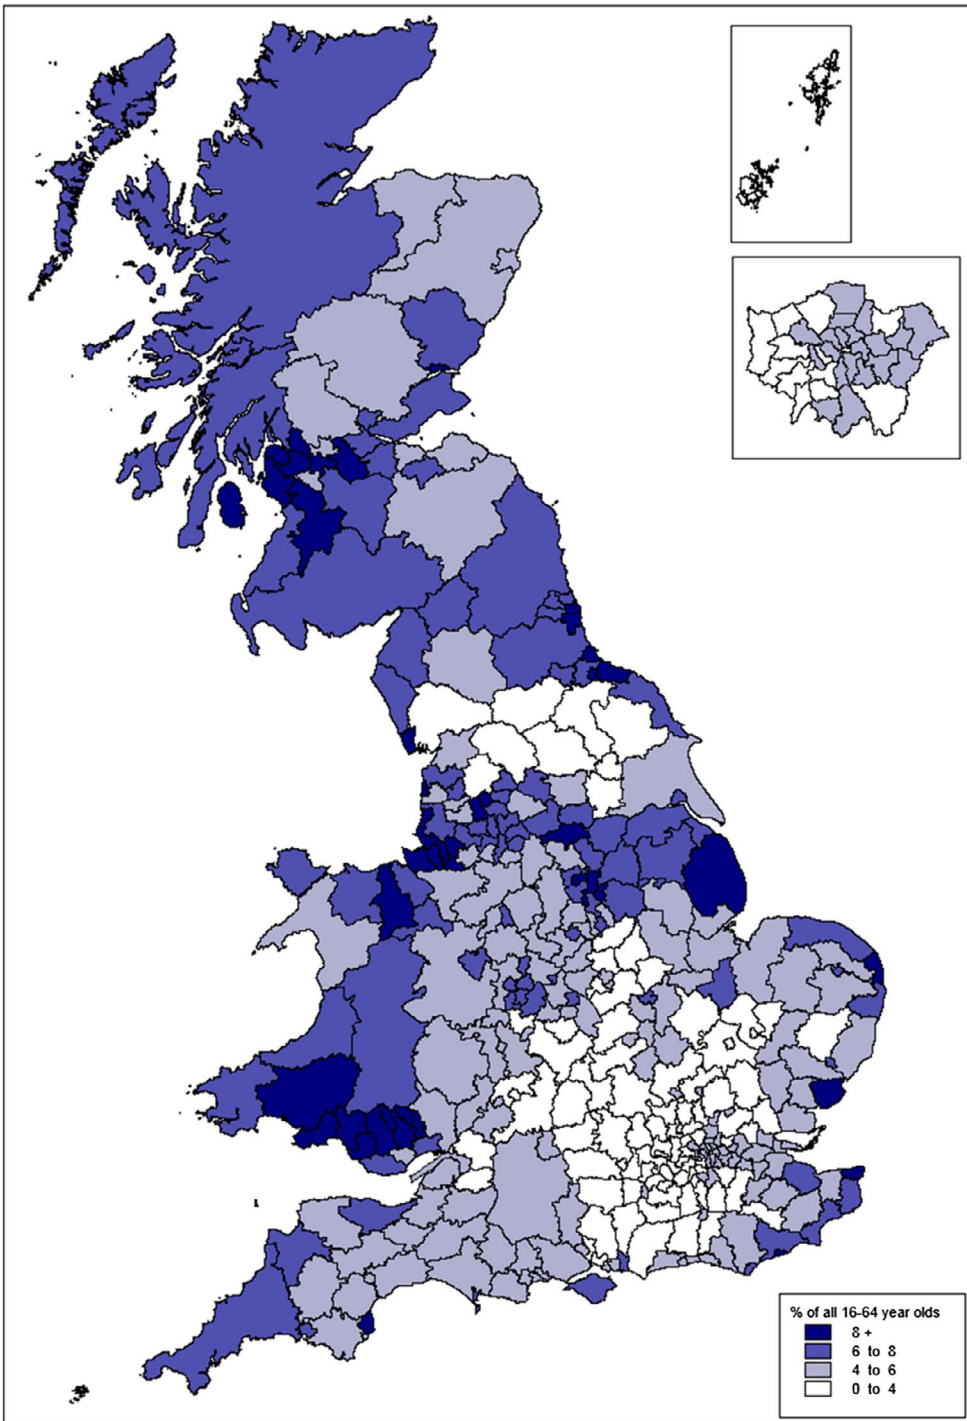 % of all 16-64 year olds
8 +
6 to 8
4 to 6
0 to 4